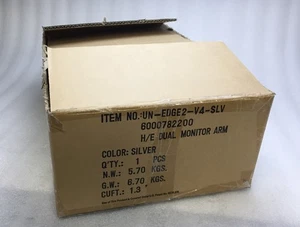 ITEM NO.:UN-EDGE2-V4-SLV
6000782200
H/E DUAL MONITOR ARM
COLOR: SILVER
Q'TY.: 1 PCS
N.W.: 5.70 KGS.
G.W.: 6.70 KGS.
CUFT.: 1.3"